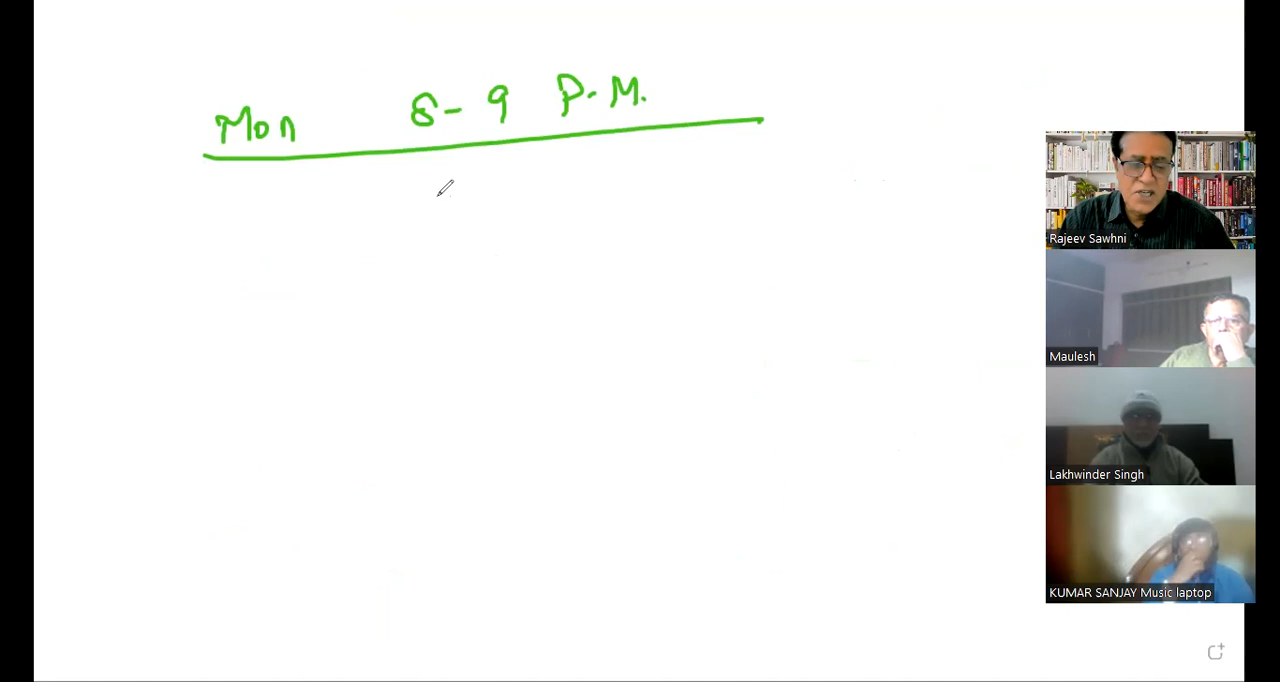 Mon 8-9 P.M.
Rajeev Sawhni
Maulesh
Lakhwinder Singh
KUMAR SANJAY Music laptop